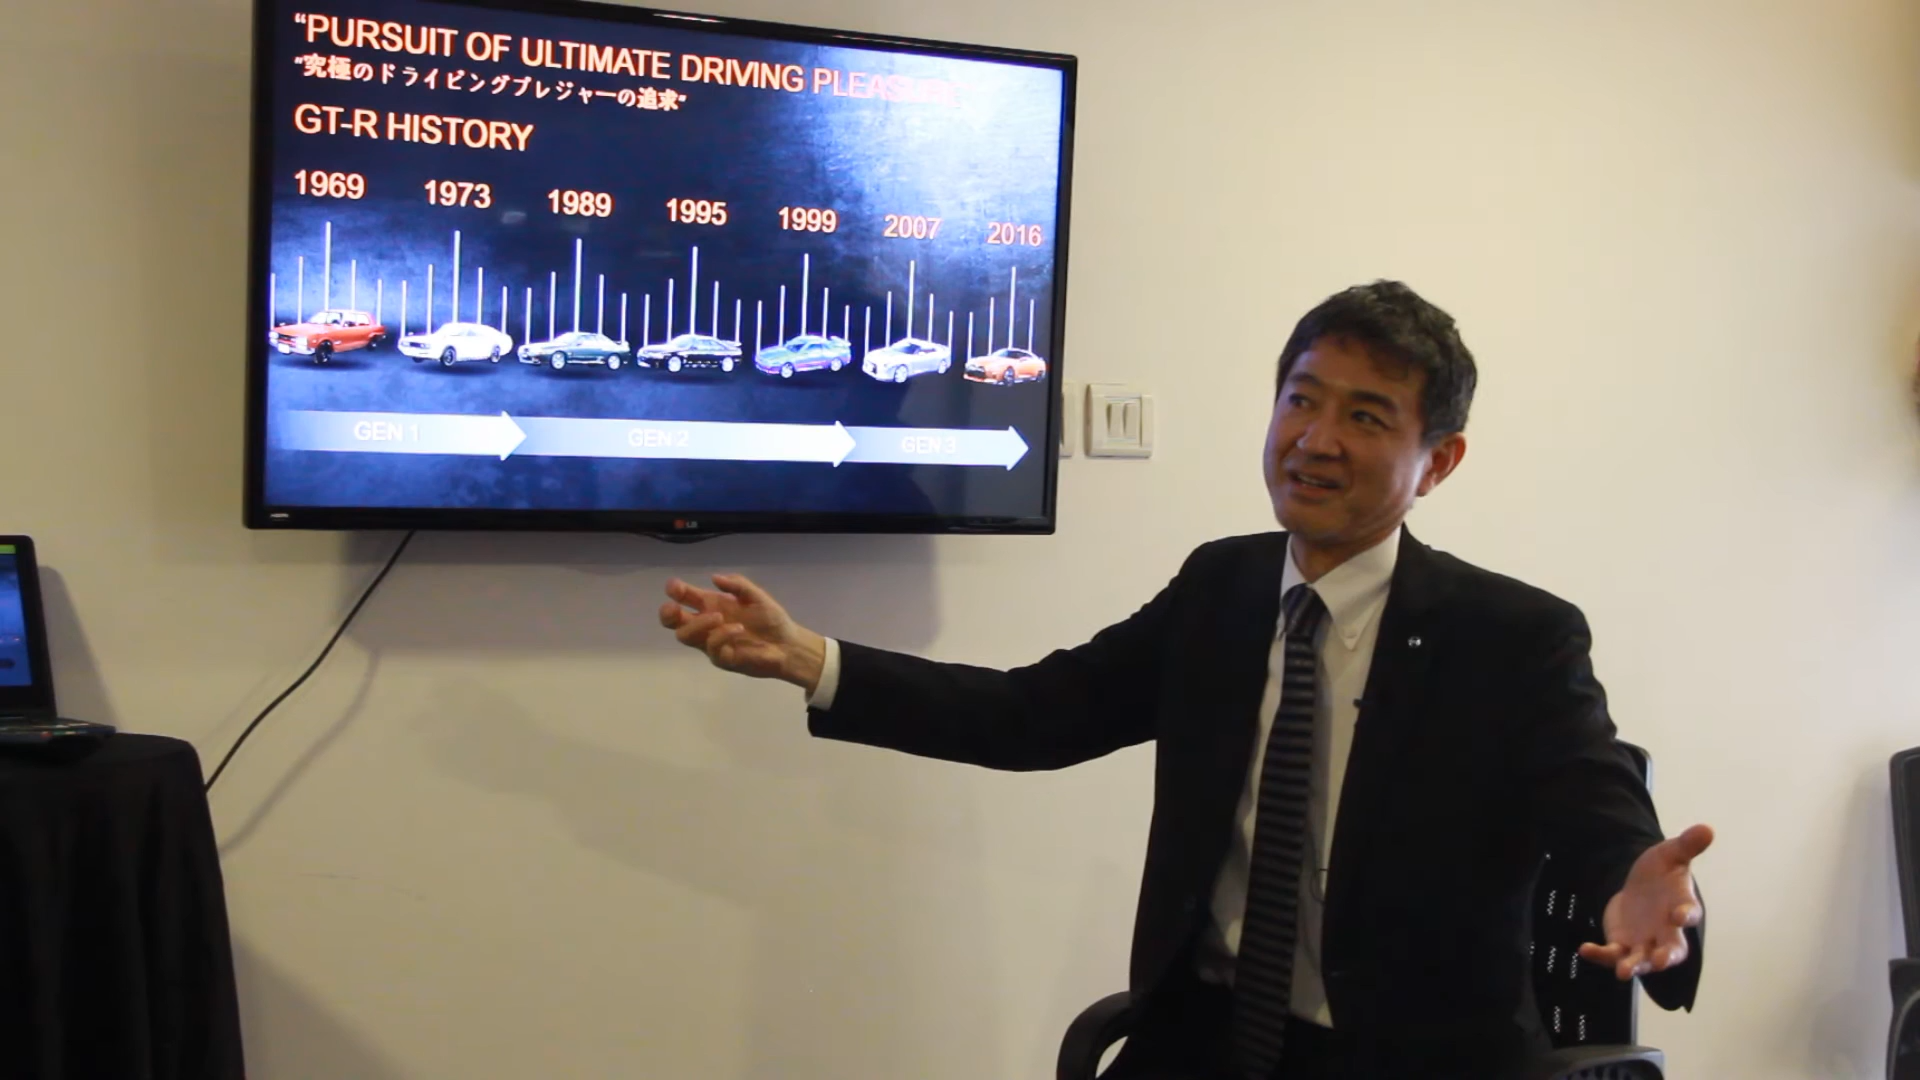 “PURSUIT OF ULTIMATE DRIVING PLEASURE
“究極のドライビングプレジャーの追求”
GT-R HISTORY
1969 1973 1989 1995 1999 2007 2016
GEN 1 GEN 2 GEN 3
LG